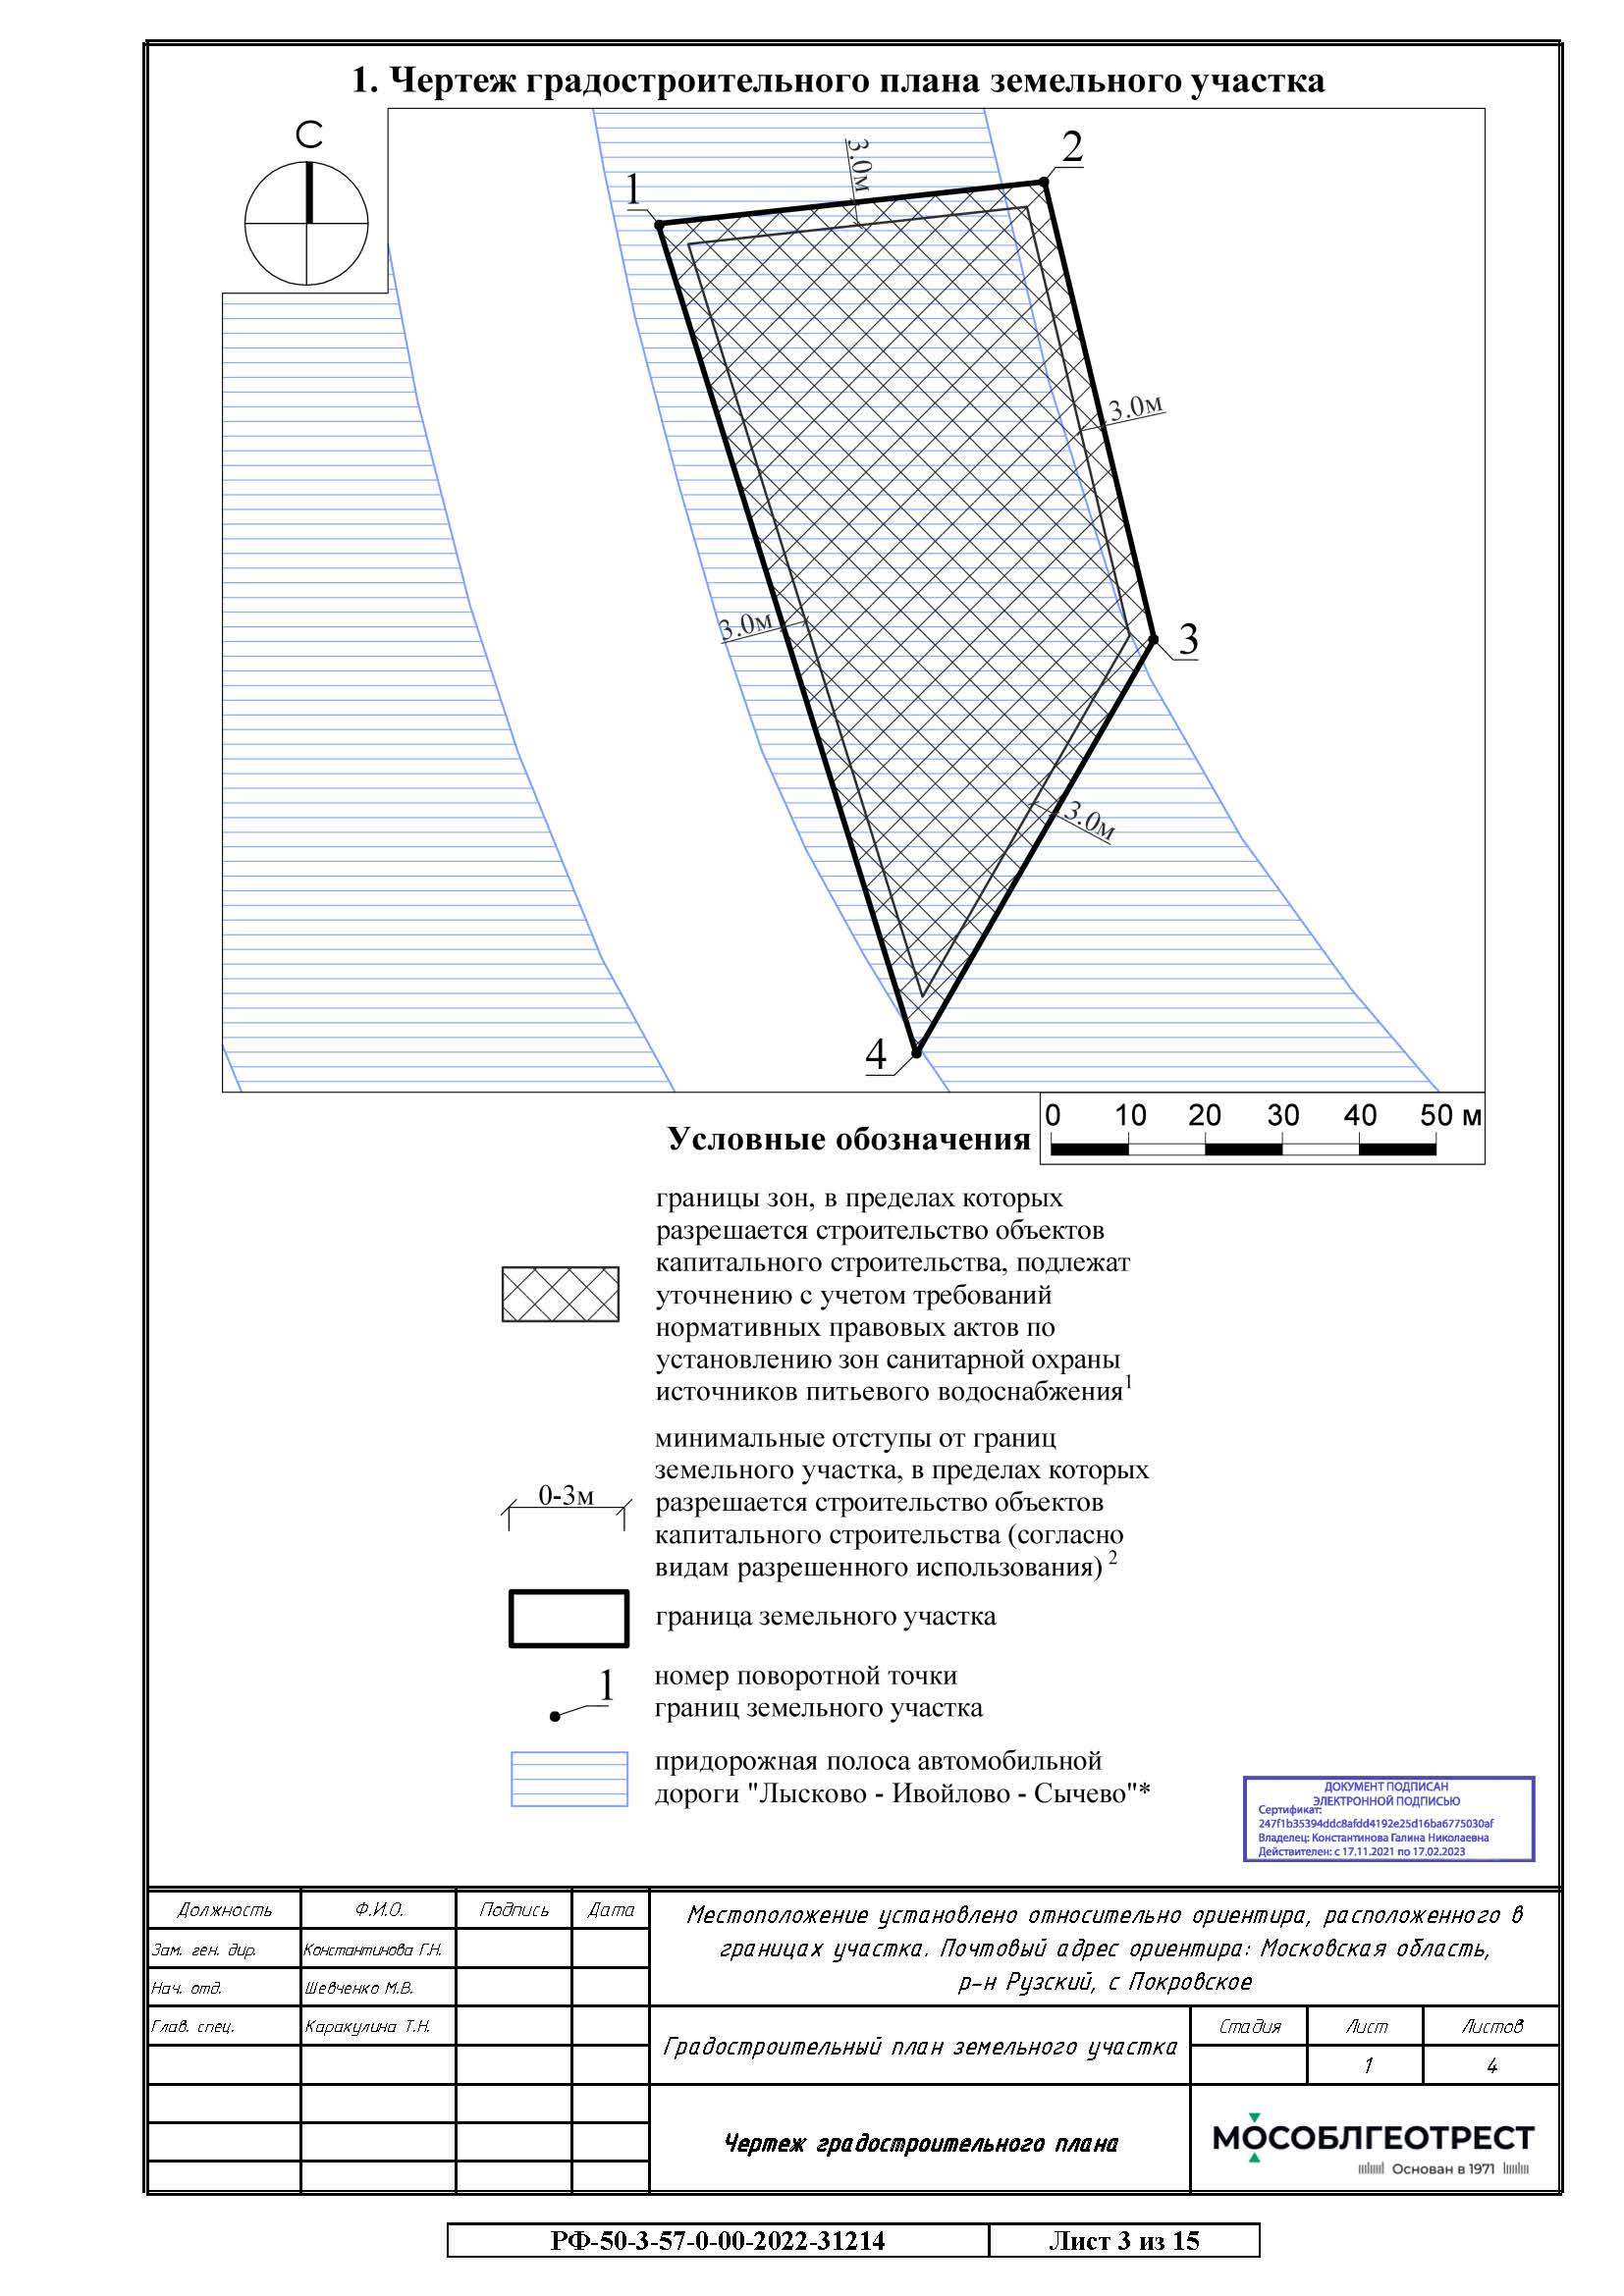 1. Чертеж градостроительного плана земельного участка
С
1
2
3.0м
3.0м
3
3.0м
3.0м
4
0 10 20 30 40 50 м
Условные обозначения
границы зон, в пределах которых
разрешается строительство объектов
капитального строительства, подлежат
уточнению с учетом требований
нормативных правовых актов по
установлению зон санитарной охраны
источников питьевого водоснабжения1
минимальные отступы от границ
земельного участка, в пределах которых
разрешается строительство объектов
капитального строительства (согласно
видам разрешенного использования) 2
0-3м
граница земельного участка
1
номер поворотной точки
границ земельного участка
придорожная полоса автомобильной
дороги "Лысково - Ивойлово - Сычево"*
ДОКУМЕНТ ПОДПИСАН
ЭЛЕКТРОННОЙ ПОДПИСЬЮ
Сертификат:
247f1b35394ddc8afdd4192e25d16ba6775030af
Владелец: Константинова Галина Николаевна
Действителен: с 17.11.2021 по 17.02.2023
Должность Ф.И.О. Подпись Дата
Зам. ген. дир. Константинова Г.Н.
Нач. отд. Шевченко М.В.
Глав. спец. Каракулина Т.Н.
Местоположение установлено относительно ориентира, расположенного в
границах участка. Почтовый адрес ориентира: Московская область,
р-н Рузский, с Покровское
Градостроительный план земельного участка
Стадия Лист Листов
1 4
Чертеж градостроительного плана
МОСОБЛГЕОТРЕСТ
Основан в 1971
РФ-50-3-57-0-00-2022-31214 Лист 3 из 15